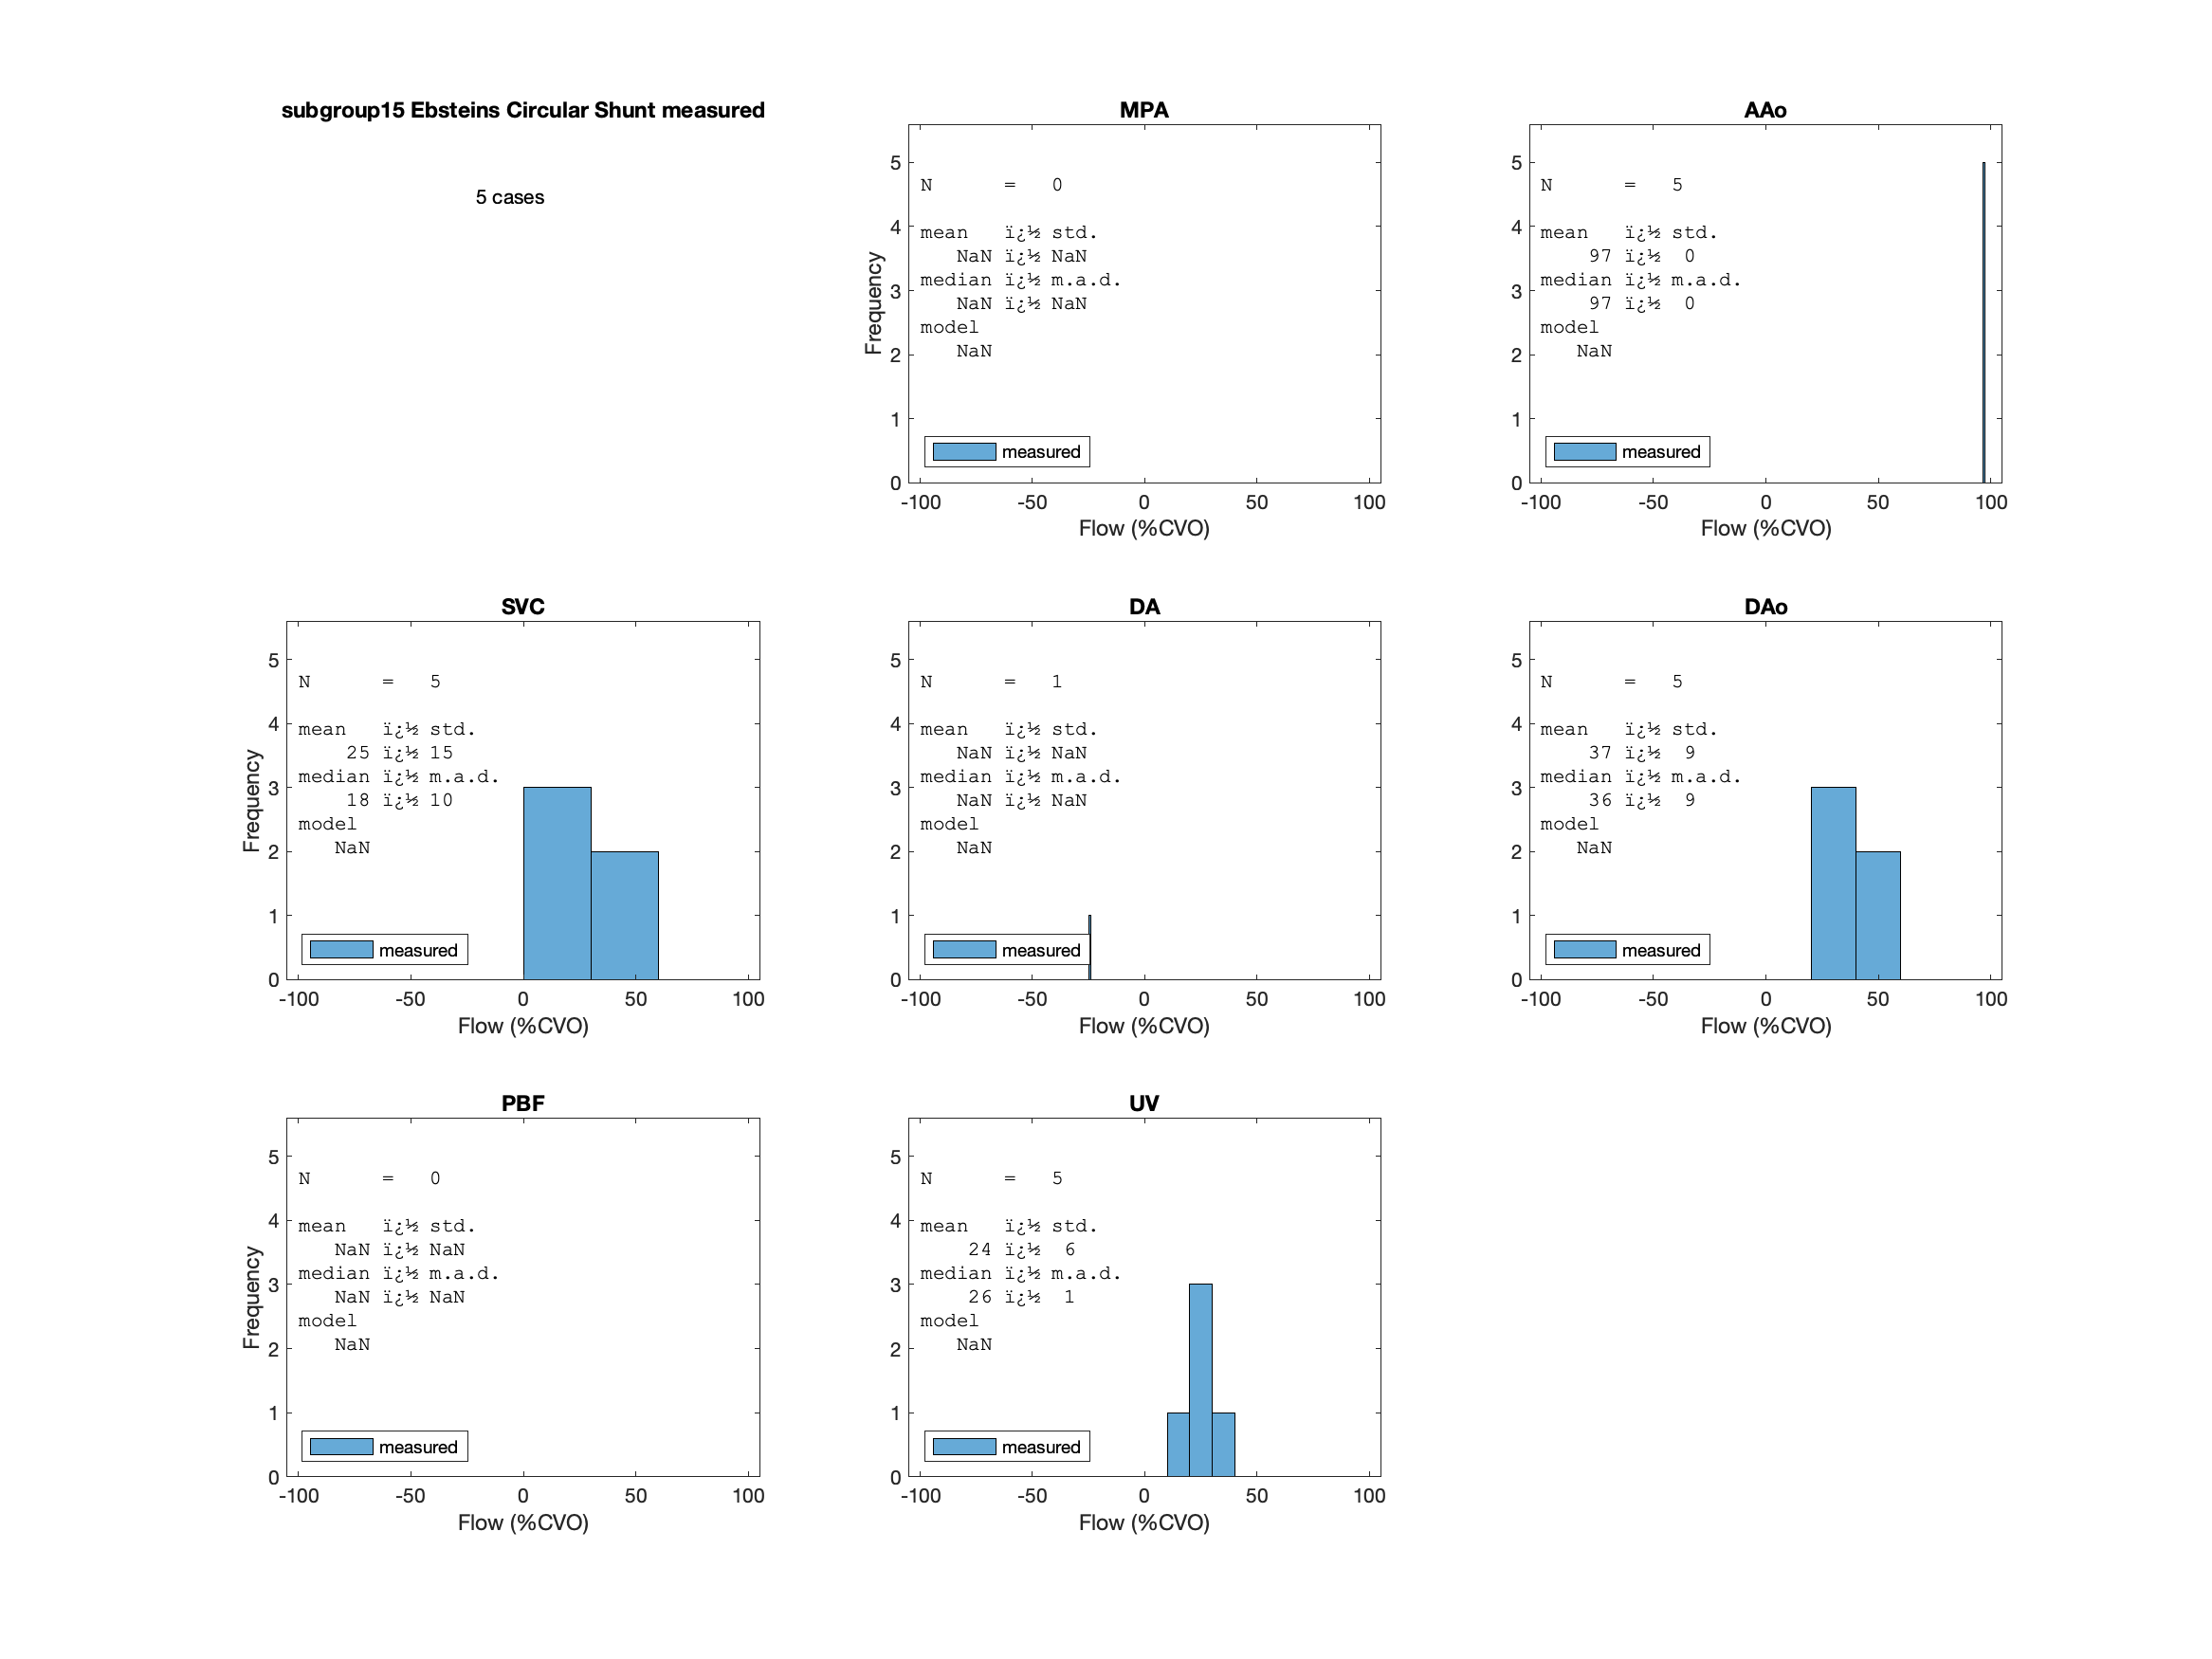 subgroup15 Ebsteins Circular Shunt measured
5 cases
MPA
N = 0
mean ï¿½ std.
NaN ï¿½ NaN
median ï¿½ m.a.d.
NaN ï¿½ NaN
model
NaN
measured
Frequency
0
1
2
3
4
5
-100
-50
0
50
100
Flow (%CVO)
AAo
N = 5
mean ï¿½ std.
97 ï¿½ 0
median ï¿½ m.a.d.
97 ï¿½ 0
model
NaN
measured
0
1
2
3
4
5
-100
-50
0
50
100
Flow (%CVO)
SVC
N = 5
mean ï¿½ std.
25 ï¿½ 15
median ï¿½ m.a.d.
18 ï¿½ 10
model
NaN
measured
Frequency
0
1
2
3
4
5
-100
-50
0
50
100
Flow (%CVO)
DA
N = 1
mean ï¿½ std.
NaN ï¿½ NaN
median ï¿½ m.a.d.
NaN ï¿½ NaN
model
NaN
measured
0
1
2
3
4
5
-100
-50
0
50
100
Flow (%CVO)
DAo
N = 5
mean ï¿½ std.
37 ï¿½ 9
median ï¿½ m.a.d.
36 ï¿½ 9
model
NaN
measured
0
1
2
3
4
5
-100
-50
0
50
100
Flow (%CVO)
PBF
N = 0
mean ï¿½ std.
NaN ï¿½ NaN
median ï¿½ m.a.d.
NaN ï¿½ NaN
model
NaN
measured
Frequency
0
1
2
3
4
5
-100
-50
0
50
100
Flow (%CVO)
UV
N = 5
mean ï¿½ std.
24 ï¿½ 6
median ï¿½ m.a.d.
26 ï¿½ 1
model
NaN
measured
0
1
2
3
4
5
-100
-50
0
50
100
Flow (%CVO)